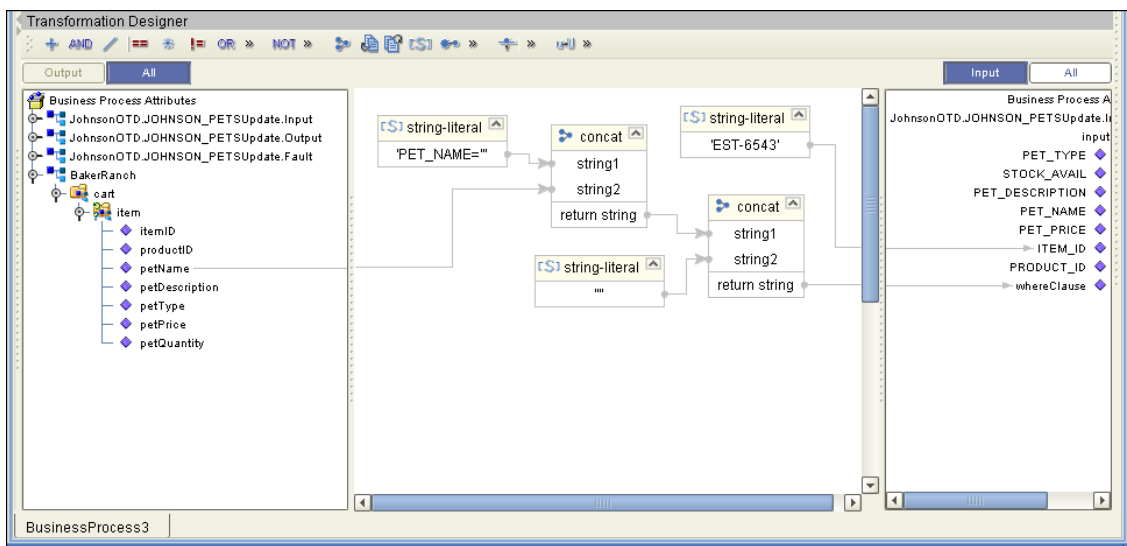 Transformation Designer
AND == != OR » NOT » [S] » » »
Output All Input All
Business Process Attributes
JohnsonOTD.JOHNSON_PETSUpdate.Input
JohnsonOTD.JOHNSON_PETSUpdate.Output
JohnsonOTD.JOHNSON_PETSUpdate.Fault
BakerRanch
cart
item
itemID
productID
petName
petDescription
petType
petPrice
petQuantity
[S] string-literal
'PET_NAME='''
concat
string1
string2
return string
[S] string-literal
'EST-6543'
concat
string1
string2
return string
[S] string-literal
''''
Business Process A
JohnsonOTD.JOHNSON_PETSUpdate.I
input
PET_TYPE
STOCK_AVAIL
PET_DESCRIPTION
PET_NAME
PET_PRICE
ITEM_ID
PRODUCT_ID
whereClause
BusinessProcess3